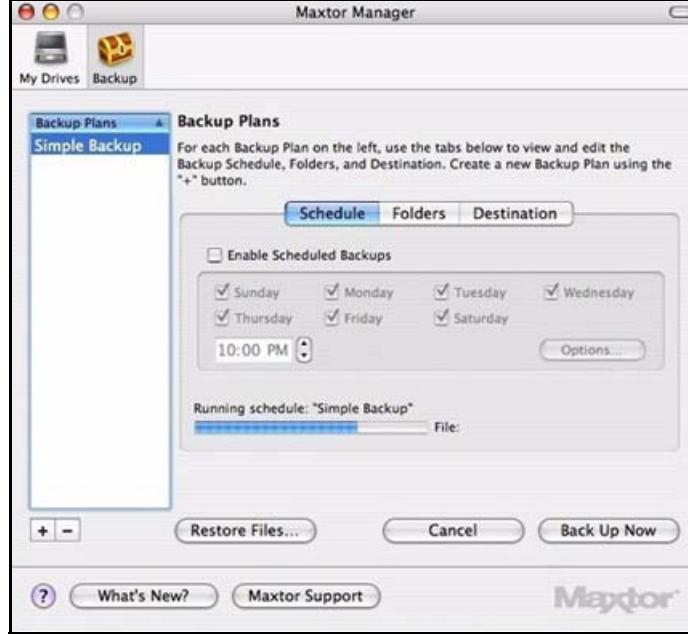 Maxtor Manager
My Drives Backup
Backup Plans
Simple Backup
Backup Plans
For each Backup Plan on the left, use the tabs below to view and edit the
Backup Schedule, Folders, and Destination. Create a new Backup Plan using the
"+" button.
Schedule Folders Destination
Enable Scheduled Backups
Sunday Monday Tuesday Wednesday
Thursday Friday Saturday
10:00 PM Options...
Running schedule: "Simple Backup"
File:
+ −
Restore Files... Cancel Back Up Now
? What's New? Maxtor Support Maxtor